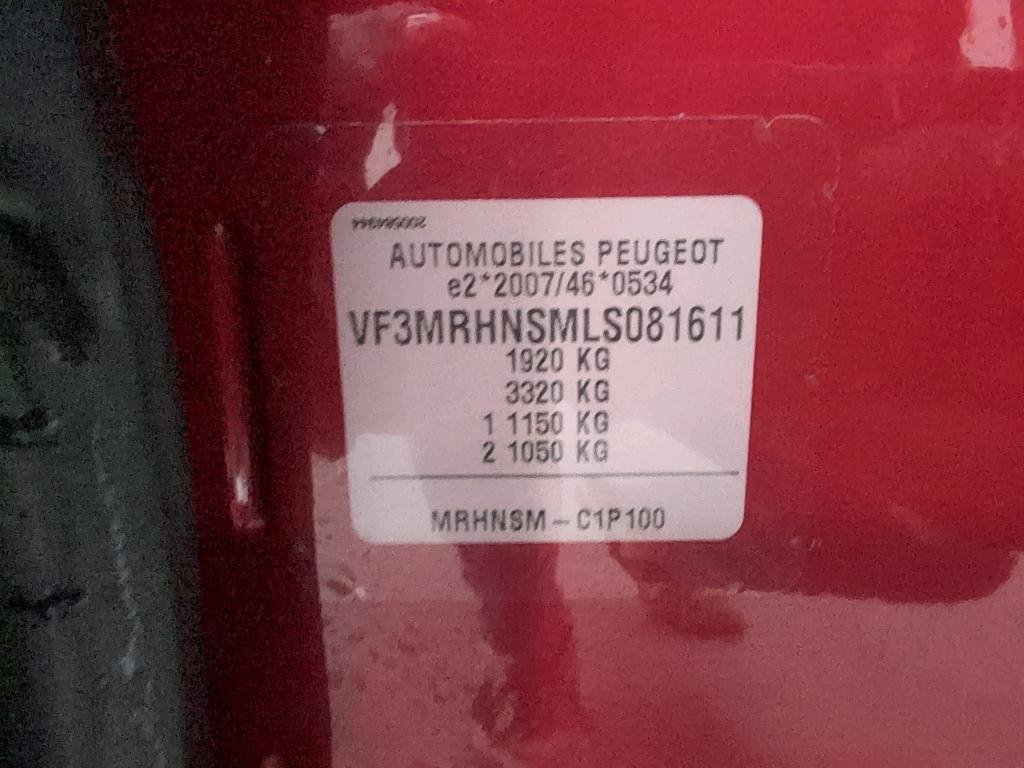 AUTOMOBILES PEUGEOT
e2*2007/46*0534
VF3MRHNSMLS081611
1920 KG
3320 KG
1 1150 KG
2 1050 KG
MRHNSM - C1P100